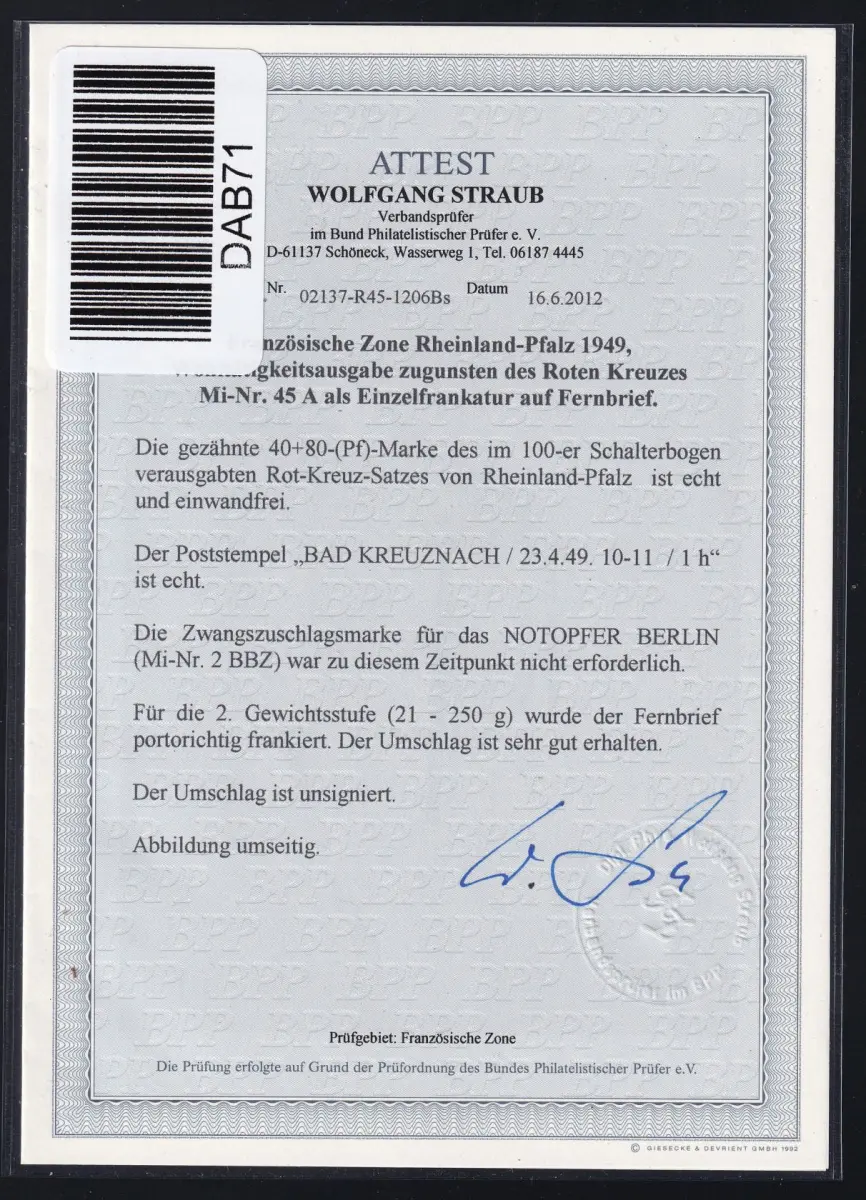 DAB71
ATTEST
WOLFGANG STRAUB
Verbandsprüfer
im Bund Philatelistischer Prüfer e. V.
D-61137 Schöneck, Wasserweg 1, Tel. 06187 4445
Nr. 02137-R45-1206Bs Datum 16.6.2012
nzösische Zone Rheinland-Pfalz 1949,
gkeitsausgabe zugunsten des Roten Kreuzes
Mi-Nr. 45 A als Einzelfrankatur auf Fernbrief.
Die gezähnte 40+80-(Pf)-Marke des im 100-er Schalterbogen
verausgabten Rot-Kreuz-Satzes von Rheinland-Pfalz ist echt
und einwandfrei.
Der Poststempel „BAD KREUZNACH / 23.4.49. 10-11 / 1 h“
ist echt.
Die Zwangszuschlagsmarke für das NOTOPFER BERLIN
(Mi-Nr. 2 BBZ) war zu diesem Zeitpunkt nicht erforderlich.
Für die 2. Gewichtsstufe (21 - 250 g) wurde der Fernbrief
portorichtig frankiert. Der Umschlag ist sehr gut erhalten.
Der Umschlag ist unsigniert.
Abbildung umseitig.
Prüfgebiet: Französische Zone
Die Prüfung erfolgte auf Grund der Prüfordnung des Bundes Philatelistischer Prüfer e.V.
© GIESECKE & DEVRIENT GMBH 1992